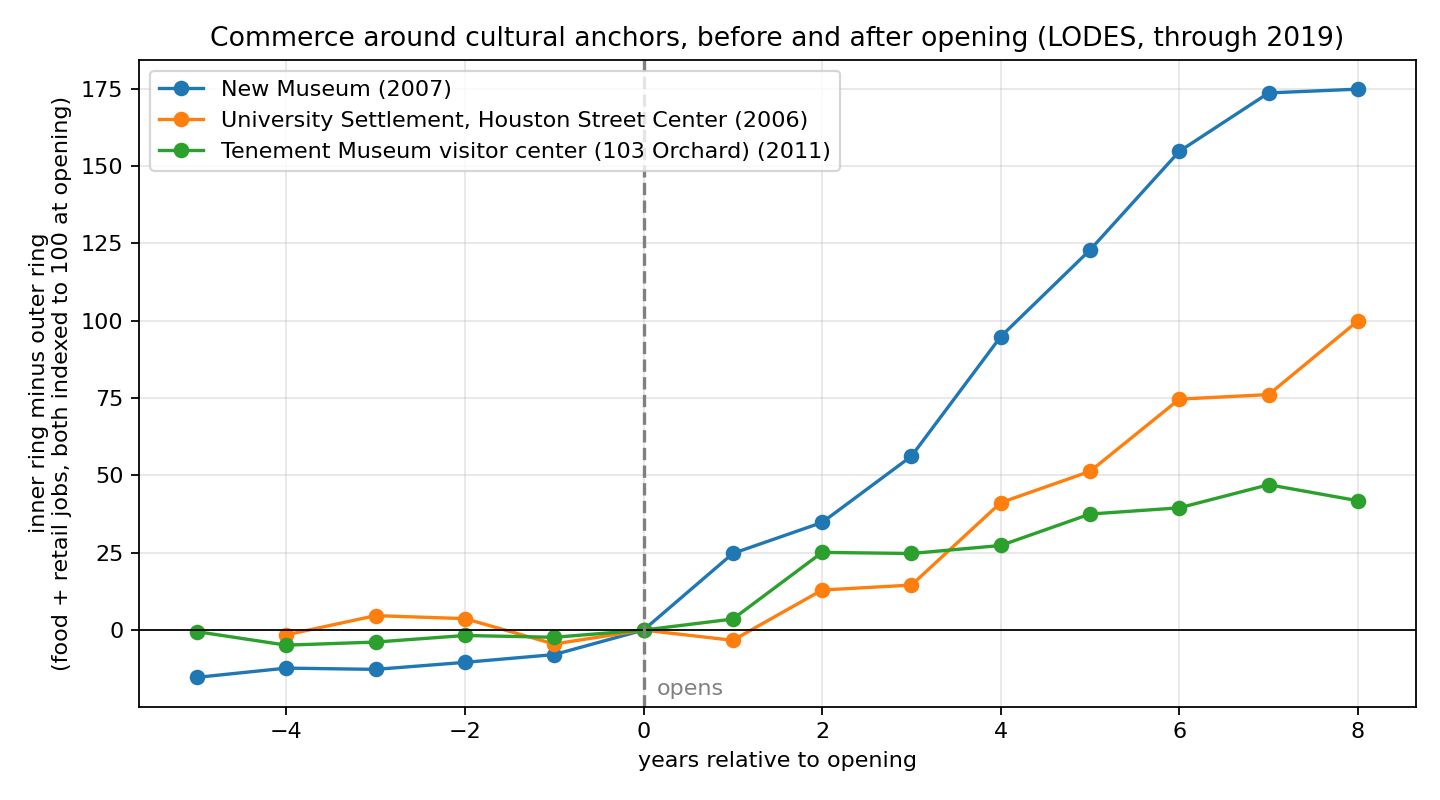 Commerce around cultural anchors, before and after opening (LODES, through 2019)
New Museum (2007)
University Settlement, Houston Street Center (2006)
Tenement Museum visitor center (103 Orchard) (2011)
inner ring minus outer ring
(food + retail jobs, both indexed to 100 at opening)
175
150
125
100
75
50
25
0
opens
−4
−2
0
2
4
6
8
years relative to opening